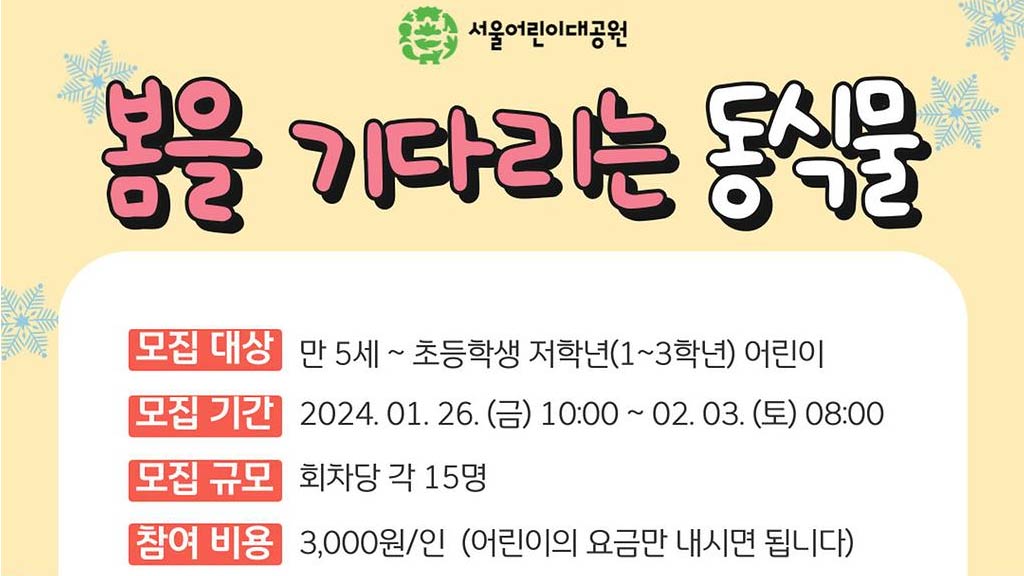 서울어린이대공원
봄을 기다리는 동식물
모집 대상 만 5세 ~ 초등학생 저학년(1~3학년) 어린이
모집 기간 2024. 01. 26. (금) 10:00 ~ 02. 03. (토) 08:00
모집 규모 회차당 각 15명
참여 비용 3,000원/인 (어린이의 요금만 내시면 됩니다)